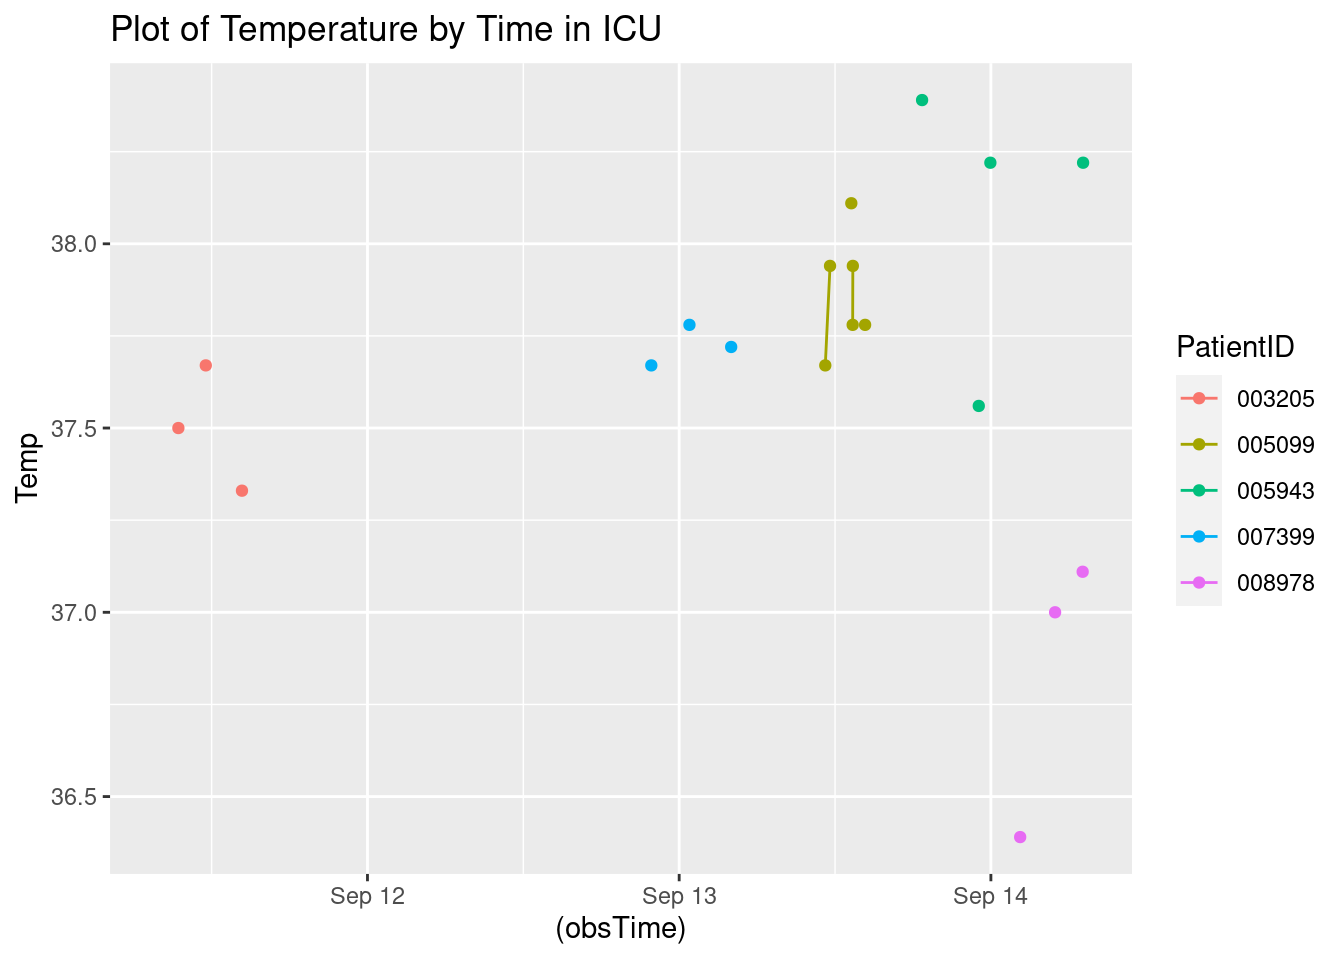 Plot of Temperature by Time in ICU
Temp
38.0
37.5
37.0
36.5
Sep 12
Sep 13
Sep 14
(obsTime)
PatientID
003205
005099
005943
007399
008978